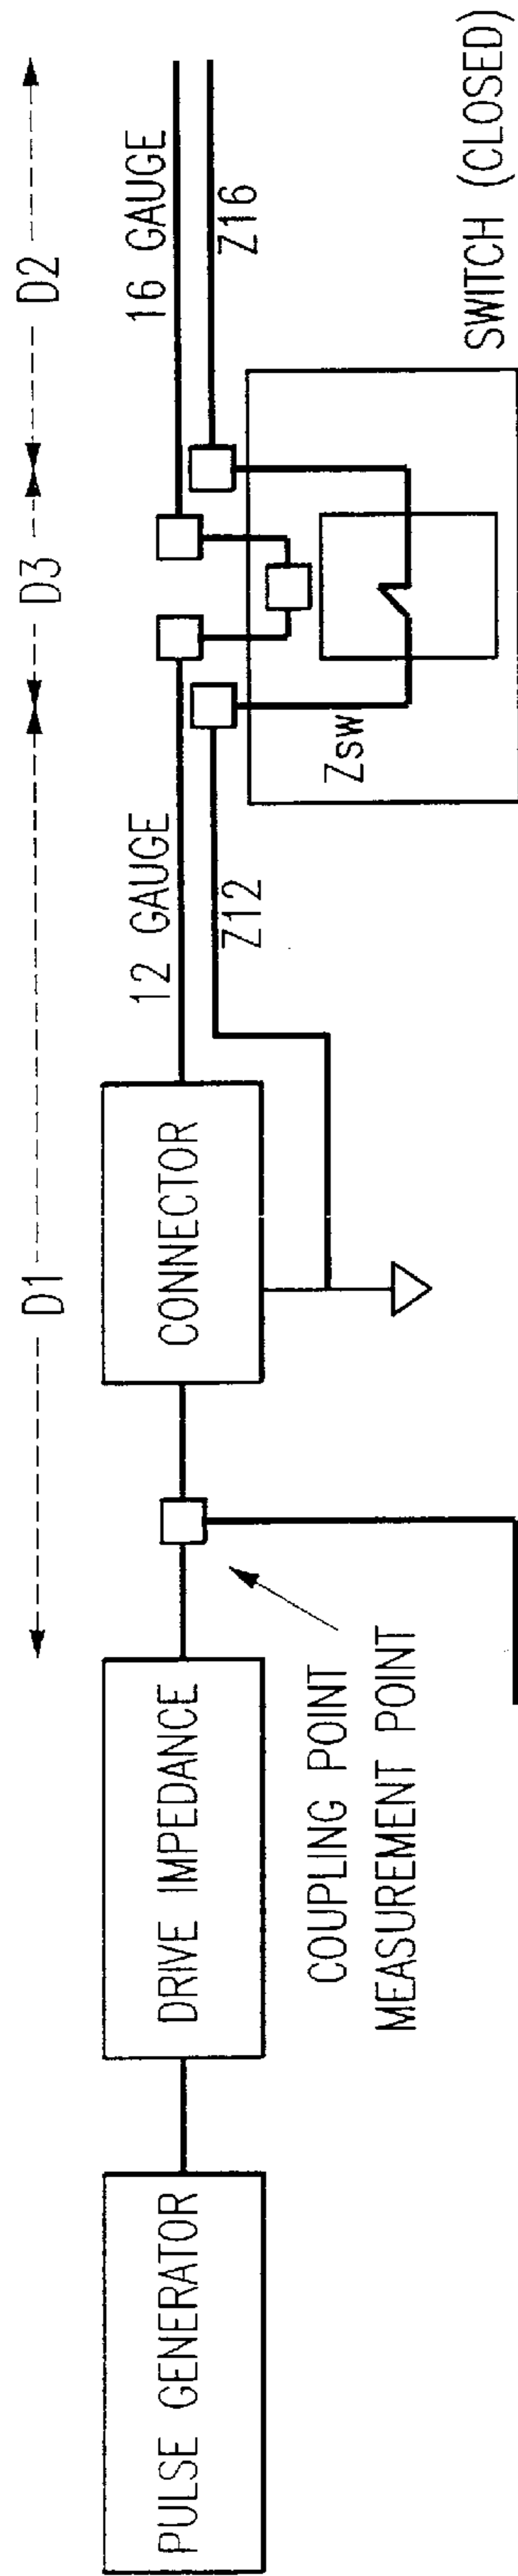 D1
D3
D2
PULSE GENERATOR
DRIVE IMPEDANCE
CONNECTOR
12 GAUGE
Z12
16 GAUGE
Z16
COUPLING POINT
MEASUREMENT POINT
Zsw
SWITCH (CLOSED)